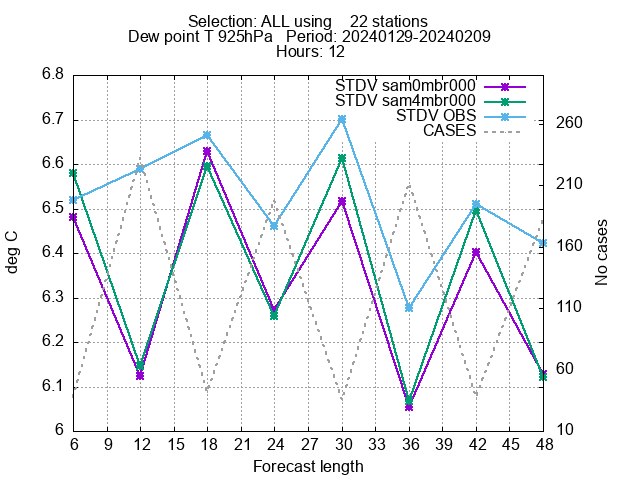 Selection: ALL using    22 stations
Dew point T 925hPa   Period: 20240129-20240209
Hours: 12
STDV sam0mbr000
STDV sam4mbr000
STDV OBS
CASES
6.8
6.7
6.6
6.5
6.4
6.3
6.2
6.1
6
260
210
160
110
60
10
deg C
No cases
6 9 12 15 18 21 24 27 30 33 36 39 42 45 48
Forecast length